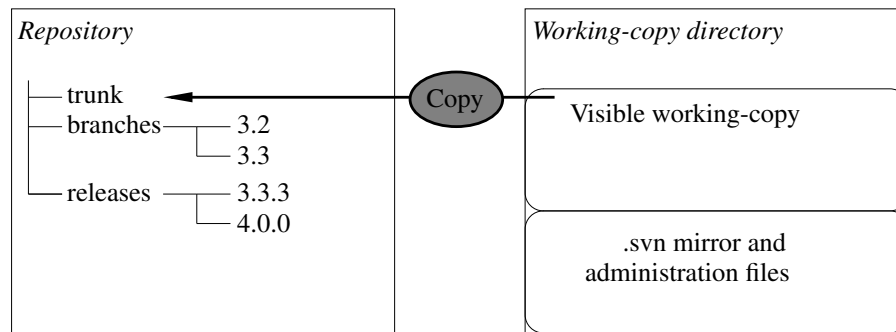 Repository
trunk
branches
3.2
3.3
releases
3.3.3
4.0.0
Copy
Working-copy directory
Visible working-copy
.svn mirror and
administration files